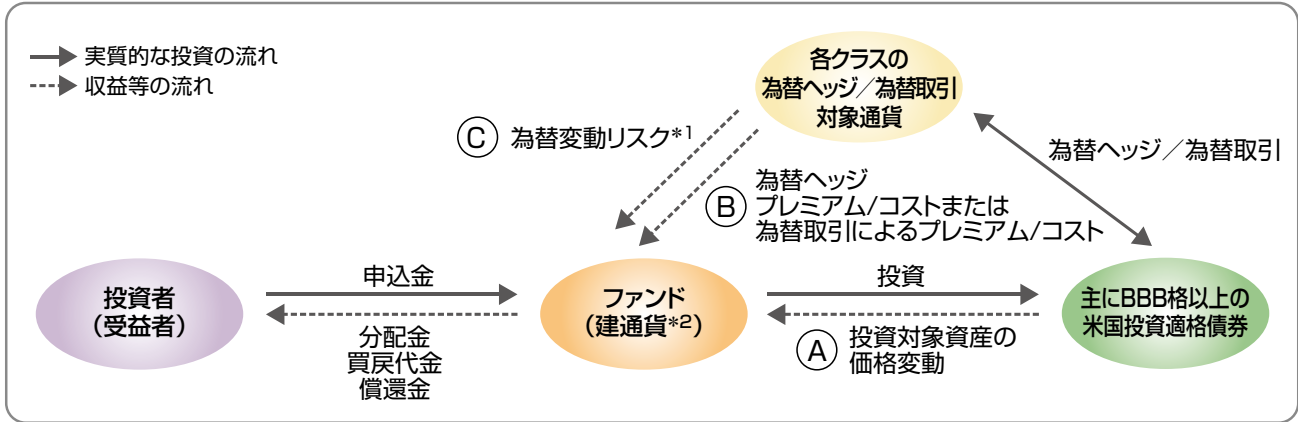 実質的な投資の流れ
収益等の流れ
各クラスの
為替ヘッジ／為替取引
対象通貨
Ⓒ 為替変動リスク*1
為替ヘッジ／為替取引
Ⓑ 為替ヘッジ
プレミアム/コストまたは
為替取引によるプレミアム/コスト
投資者
（受益者）
申込金
分配金
買戻代金
償還金
ファンド
（建通貨*2）
投資
Ⓐ 投資対象資産の
価格変動
主にBBB格以上の
米国投資適格債券